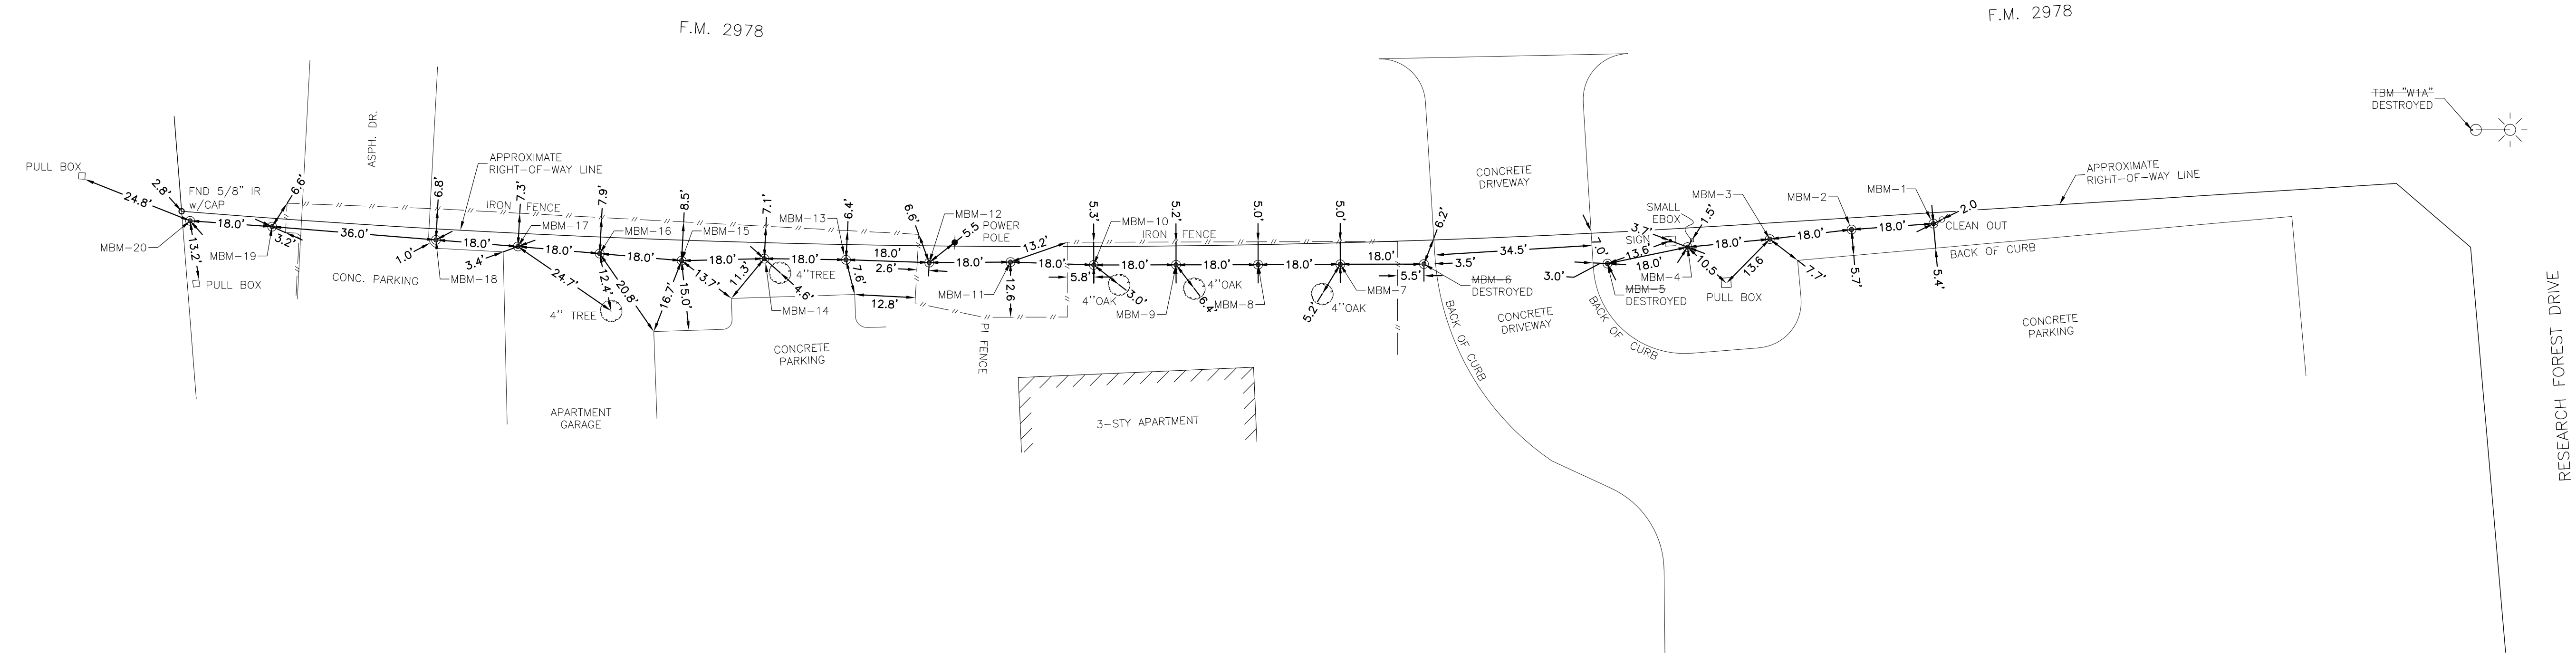 F.M. 2978
F.M. 2978
TBM "W1A"
DESTROYED
PULL BOX
24.8'
2.8'
FND 5/8" IR
w/CAP
6.6'
ASPH. DR.
APPROXIMATE
RIGHT-OF-WAY LINE
IRON FENCE
MBM-20
18.0'
13.2'
PULL BOX
MBM-19
3.2'
36.0'
CONC. PARKING
1.0'
6.8'
MBM-18
18.0'
3.4'
7.3'
MBM-17
18.0'
24.7'
4'' TREE
7.9'
MBM-16
12.4'
20.8'
18.0'
8.5'
MBM-15
16.7'
15.0'
13.7'
18.0'
11.3'
7.1'
MBM-14
4''TREE
4.6'
18.0'
MBM-13
6.4'
7.6'
12.8'
18.0'
2.6'
6.6'
MBM-12
5.5
POWER
POLE
18.0'
MBM-11
13.2'
12.6
18.0'
5.8'
5.3'
MBM-10
IRON FENCE
4''OAK
3.0'
18.0'
5.2'
MBM-9
4''OAK
6.4'
18.0'
5.0'
MBM-8
18.0'
5.0'
5.2'
4''OAK
MBM-7
18.0'
5.5'
6.2'
3.5'
MBM-6
DESTROYED
34.5'
CONCRETE
DRIVEWAY
CONCRETE
DRIVEWAY
BACK OF CURB
BACK OF CURB
7.0'
3.0'
MBM-5
DESTROYED
13.6'
18.0'
3.7'
SIGN
SMALL
EBOX
1.5'
MBM-4
10.5
PULL BOX
13.6
18.0'
MBM-3
7.7'
18.0'
MBM-2
5.7'
18.0'
MBM-1
2.0
CLEAN OUT
5.4'
BACK OF CURB
APPROXIMATE
RIGHT-OF-WAY LINE
CONCRETE
PARKING
PI FENCE
CONCRETE
PARKING
APARTMENT
GARAGE
3-STY APARTMENT
RESEARCH FOREST DRIVE